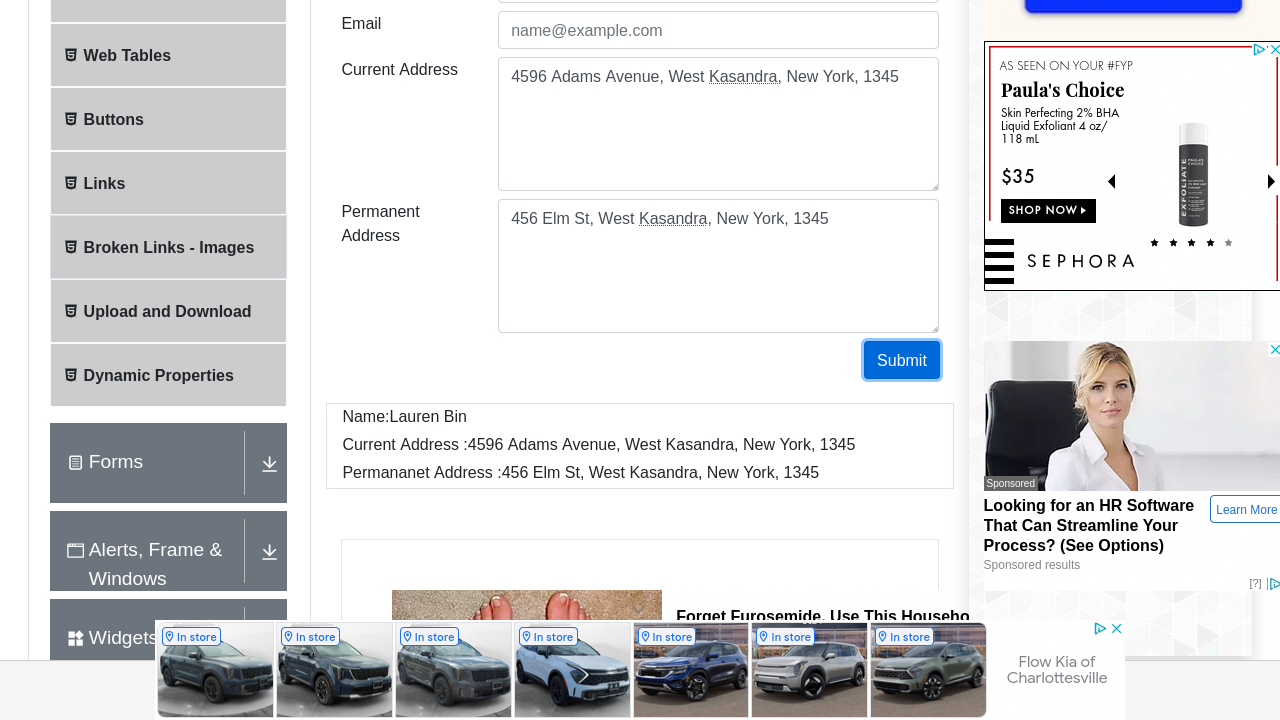 Email
name@example.com
Current Address
4596 Adams Avenue, West Kasandra, New York, 1345
Permanent
Address
456 Elm St, West Kasandra, New York, 1345
Submit
Name:Lauren Bin
Current Address :4596 Adams Avenue, West Kasandra, New York, 1345
Permananet Address :456 Elm St, West Kasandra, New York, 1345
Web Tables
Buttons
Links
Broken Links - Images
Upload and Download
Dynamic Properties
Forms
Alerts, Frame &
Windows
Widgets
AS SEEN ON YOUR #FYP
Paula's Choice
Skin Perfecting 2% BHA
Liquid Exfoliant 4 oz/
118 mL
$35
SHOP NOW
SEPHORA
EXFOLIATE
PAULA'S CHOICE
Sponsored
Looking for an HR Software
That Can Streamline Your
Process? (See Options)
Learn More
Sponsored results
[?]
Forget Furosemide. Use This Househo
In store
In store
In store
In store
In store
In store
In store
Flow Kia of
Charlottesville